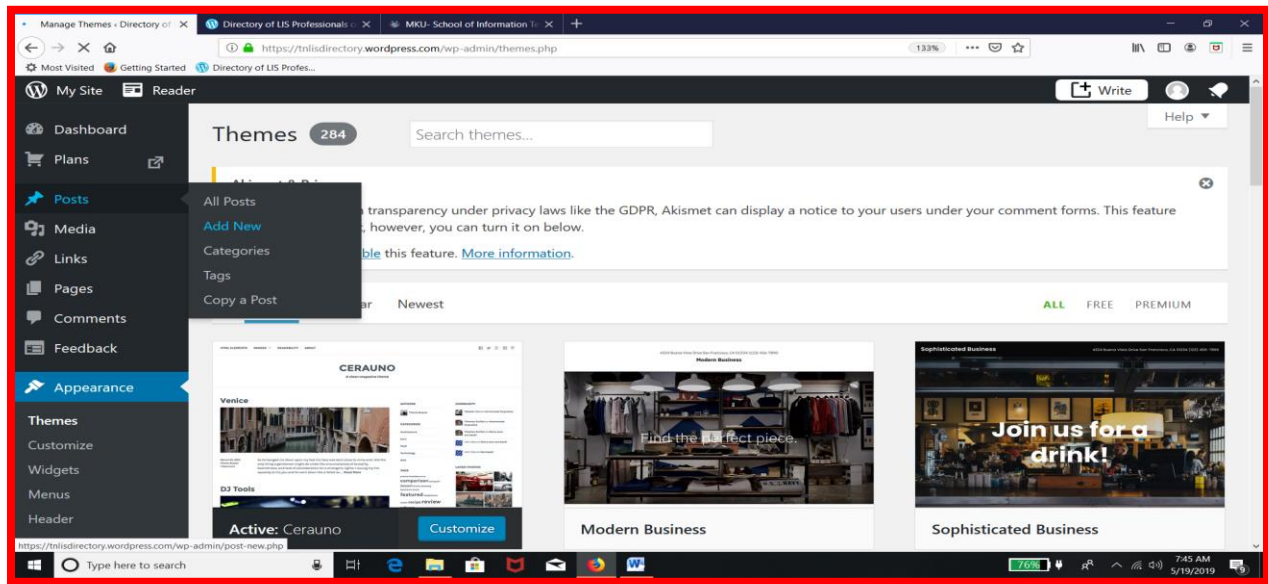 Manage Themes ‹ Directory of
Directory of LIS Professionals
MKU- School of Information Te
https://tnlisdirectory.wordpress.com/wp-admin/themes.php
133%
Most Visited
Getting Started
Directory of LIS Profes...
My Site
Reader
Write
Help
Dashboard
Plans
Posts
Media
Links
Pages
Comments
Feedback
Appearance
Themes
Customize
Widgets
Menus
Header
All Posts
Add New
Categories
Tags
Copy a Post
Themes 284
Search themes...
transparency under privacy laws like the GDPR, Akismet can display a notice to your users under your comment forms. This feature
, however, you can turn it on below.
ble this feature. More information.
ar
Newest
ALL FREE PREMIUM
CERAUNO
Venice
DJ Tools
Active: Cerauno
Customize
Modern Business
Find the perfect piece.
Modern Business
Sophisticated Business
Join us for a
drink!
Sophisticated Business
https://tnlisdirectory.wordpress.com/wp-admin/post-new.php
Type here to search
76%
7:45 AM
5/19/2019